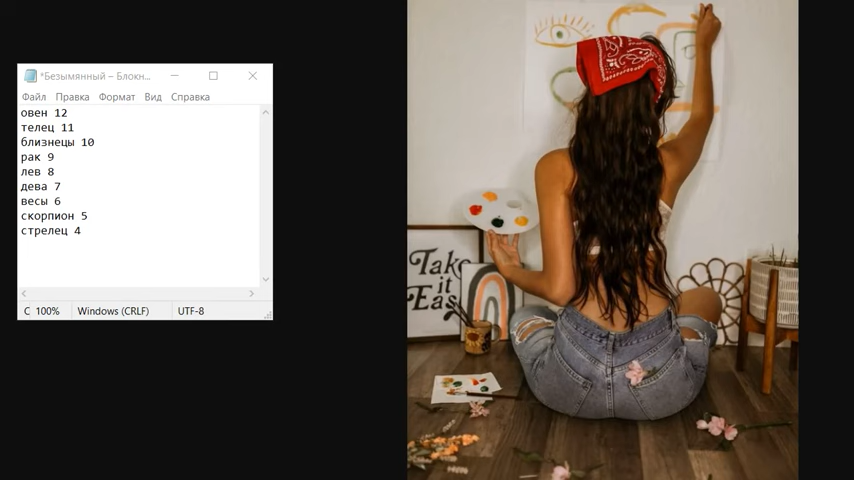 *Безымянный – Блокн...
Файл Правка Формат Вид Справка
овен 12
телец 11
близнецы 10
рак 9
лев 8
дева 7
весы 6
скорпион 5
стрелец 4
С 100% Windows (CRLF) UTF-8
Take
it
Eas